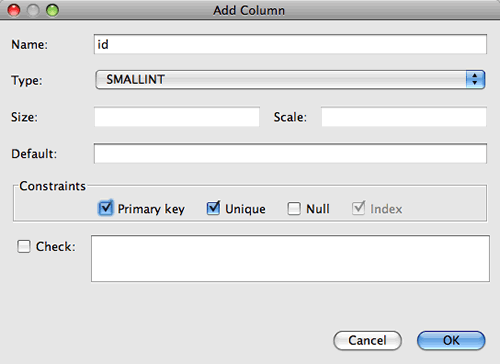 Add Column
Name: id
Type: SMALLINT
Size: Scale:
Default:
Constraints
Primary key Unique Null Index
Check:
Cancel OK